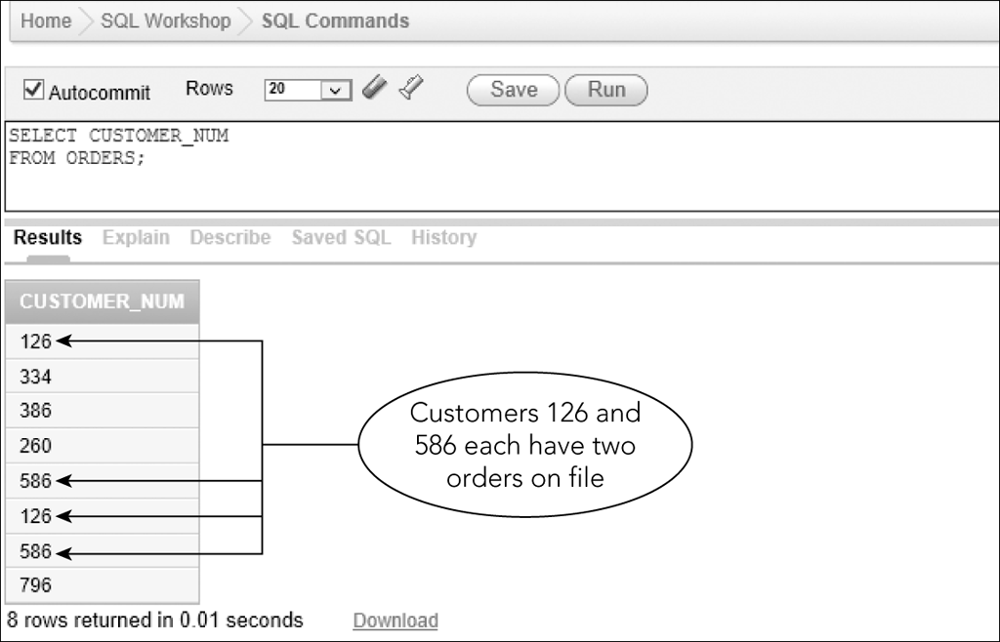 Home SQL Workshop SQL Commands
Autocommit Rows 20 Save Run
SELECT CUSTOMER_NUM
FROM ORDERS;
Results Explain Describe Saved SQL History
CUSTOMER_NUM
126
334
386
260
586
126
586
796
Customers 126 and
586 each have two
orders on file
8 rows returned in 0.01 seconds Download